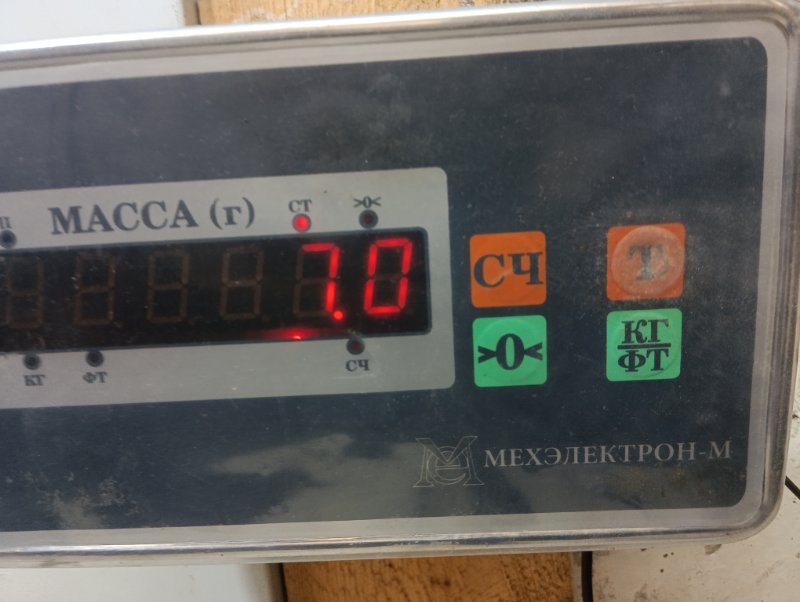 П
МАССА (г)
СТ
>0<
7.0
КГ
ФТ
СЧ
СЧ
Т
>0<
КГ
ФТ
МЕХЭЛЕКТРОН-М